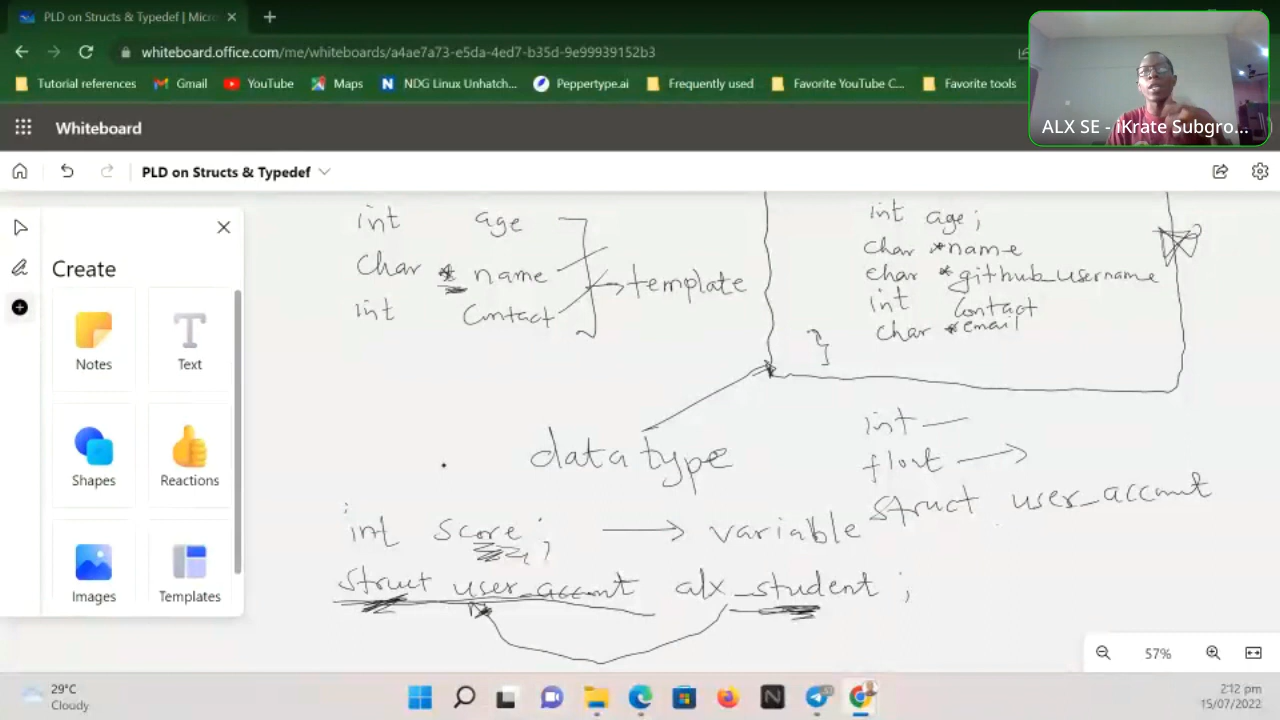 PLD on Structs & Typedef | Micr
whiteboard.office.com/me/whiteboards/a4ae7a73-e5da-4ed7-b35d-9e99939152b3
Tutorial references
Gmail
YouTube
Maps
NDG Linux Unhatch...
Peppertype.ai
Frequently used
Favorite YouTube C...
Favorite tools
ALX SE - iKrate Subgro...
Whiteboard
PLD on Structs & Typedef
Create
Notes
Text
Shapes
Reactions
Images
Templates
int age
char * name
int Contact
template
int age;
char *name
char *github_username
int Contact
char *email
}
data type
int
float
struct user_account
int score; variable
struct user_account alx_student;
57%
29°C
Cloudy
2:12 pm
15/07/2022